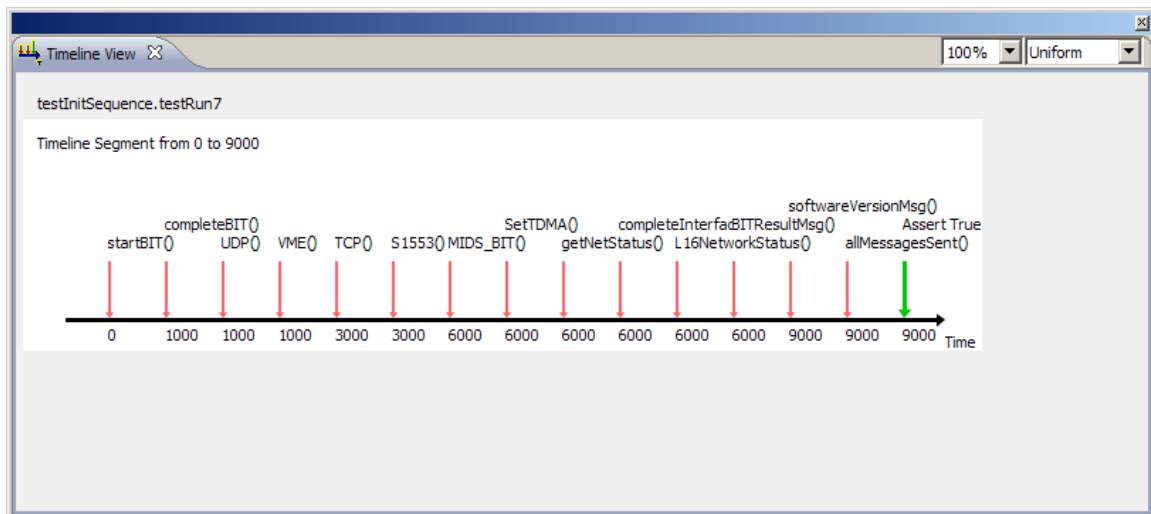 Timeline View
100%
Uniform
testInitSequence.testRun7
Timeline Segment from 0 to 9000
softwareVersionMsg()
completeBIT() SetTDMA() completeInterfacBITResultMsg() Assert True
startBIT() UDP() VME() TCP() S1553() MIDS_BIT() getNetStatus() L16NetworkStatus() allMessagesSent()
0 1000 1000 1000 3000 3000 6000 6000 6000 6000 6000 6000 9000 9000 9000 Time